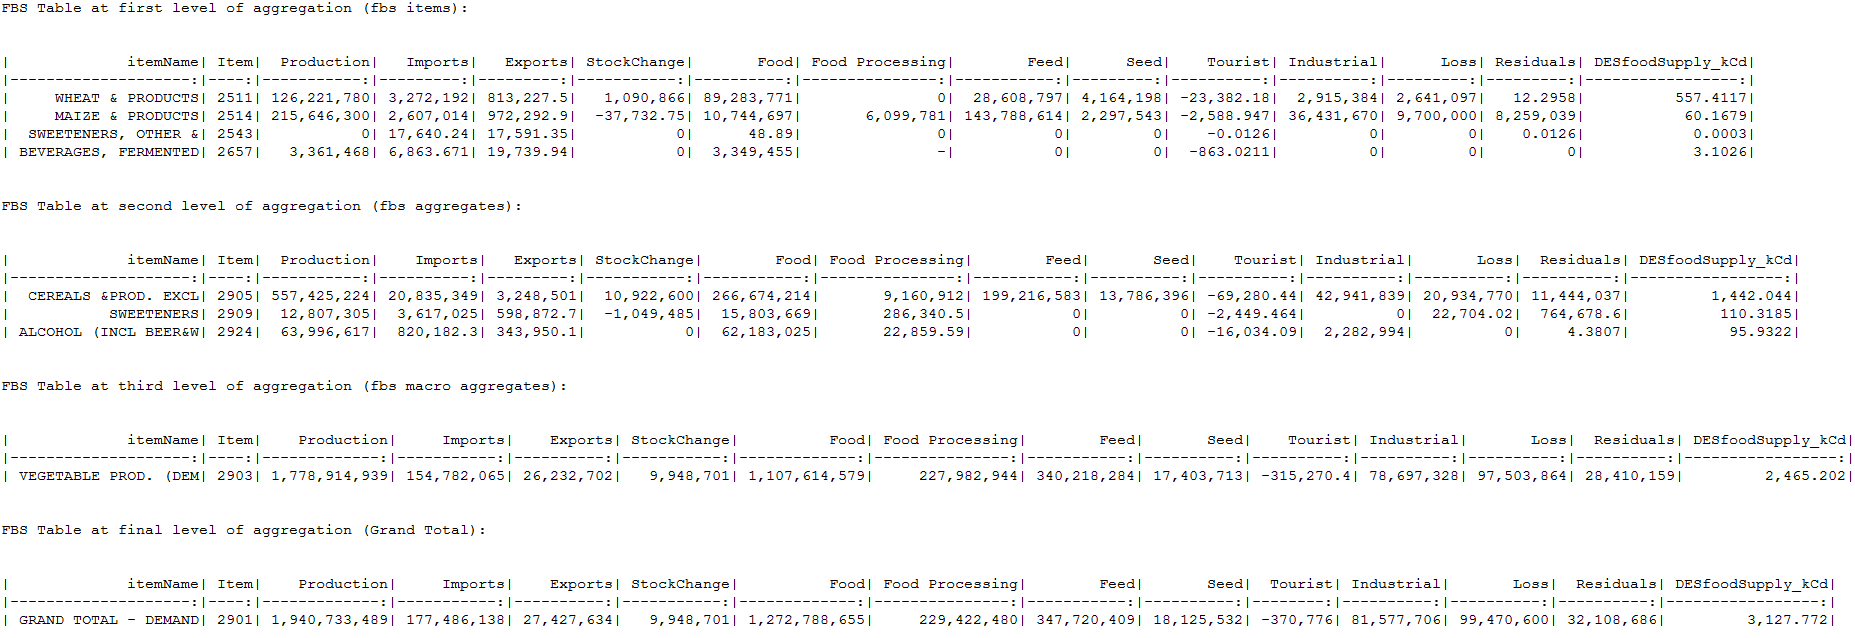 FBS Table at first level of aggregation (fbs items):
| itemName| Item| Production| Imports| Exports| StockChange| Food| Food Processing| Feed| Seed| Tourist| Industrial| Loss| Residuals| DESfoodSupply_kCd|
|---------------------:|----:|------------:|----------:|----------:|------------:|-----------:|----------------:|------------:|----------:|-----------:|-----------:|----------:|----------:|------------------:|
| WHEAT & PRODUCTS| 2511| 126,221,780| 3,272,192| 813,227.5| 1,090,866| 89,283,771| 0| 28,608,797| 4,164,198| -23,382.18| 2,915,384| 2,641,097| 12.2958| 557.4117|
| MAIZE & PRODUCTS| 2514| 215,646,300| 2,607,014| 972,292.9| -37,732.75| 10,744,697| 6,099,781| 143,788,614| 2,297,543| -2,588.947| 36,431,670| 9,700,000| 8,259,039| 60.1679|
| SWEETENERS, OTHER &| 2543| 0| 17,640.24| 17,591.35| 0| 48.89| 0| 0| 0| -0.0126| 0| 0| 0.0126| 0.0003|
| BEVERAGES, FERMENTED| 2657| 3,361,468| 6,863.671| 19,739.94| 0| 3,349,455| -| 0| 0| -863.0211| 0| 0| 0| 3.1026|
FBS Table at second level of aggregation (fbs aggregates):
| itemName| Item| Production| Imports| Exports| StockChange| Food| Food Processing| Feed| Seed| Tourist| Industrial| Loss| Residuals| DESfoodSupply_kCd|
|---------------------:|----:|------------:|-----------:|----------:|------------:|------------:|----------------:|------------:|-----------:|-----------:|-----------:|-----------:|-----------:|------------------:|
| CEREALS &PROD. EXCL| 2905| 557,425,224| 20,835,349| 3,248,501| 10,922,600| 266,674,214| 9,160,912| 199,216,583| 13,786,396| -69,280.44| 42,941,839| 20,934,770| 11,444,037| 1,442.044|
| SWEETENERS| 2909| 12,807,305| 3,617,025| 598,872.7| -1,049,485| 15,803,669| 286,340.5| 0| 0| -2,449.464| 0| 22,704.02| 764,678.6| 110.3185|
| ALCOHOL (INCL BEER&W| 2924| 63,996,617| 820,182.3| 343,950.1| 0| 62,183,025| 22,859.59| 0| 0| -16,034.09| 2,282,994| 0| 4.3807| 95.9322|
FBS Table at third level of aggregation (fbs macro aggregates):
| itemName| Item| Production| Imports| Exports| StockChange| Food| Food Processing| Feed| Seed| Tourist| Industrial| Loss| Residuals| DESfoodSupply_kCd|
|---------------------:|----:|--------------:|------------:|-----------:|------------:|--------------:|----------------:|------------:|-----------:|-----------:|-----------:|-----------:|-----------:|------------------:|
| VEGETABLE PROD. (DEM| 2903| 1,778,914,939| 154,782,065| 26,232,702| 9,948,701| 1,107,614,579| 227,982,944| 340,218,284| 17,403,713| -315,270.4| 78,697,328| 97,503,864| 28,410,159| 2,465.202|
FBS Table at final level of aggregation (Grand Total):
| itemName| Item| Production| Imports| Exports| StockChange| Food| Food Processing| Feed| Seed| Tourist| Industrial| Loss| Residuals| DESfoodSupply_kCd|
|---------------------:|----:|--------------:|------------:|-----------:|------------:|--------------:|----------------:|------------:|-----------:|---------:|-----------:|-----------:|-----------:|------------------:|
| GRAND TOTAL - DEMAND| 2901| 1,940,733,489| 177,486,138| 27,427,634| 9,948,701| 1,272,788,655| 229,422,480| 347,720,409| 18,125,532| -370,776| 81,577,706| 99,470,600| 32,108,686| 3,127.772|